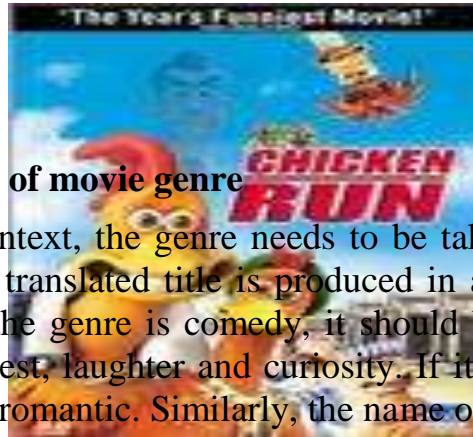 "The Year's Funniest Movie!"
CHICKEN
RUN
of movie genre
ntext, the genre needs to be tal
translated title is produced in a
he genre is comedy, it should
est, laughter and curiosity. If it
romantic. Similarly, the name o